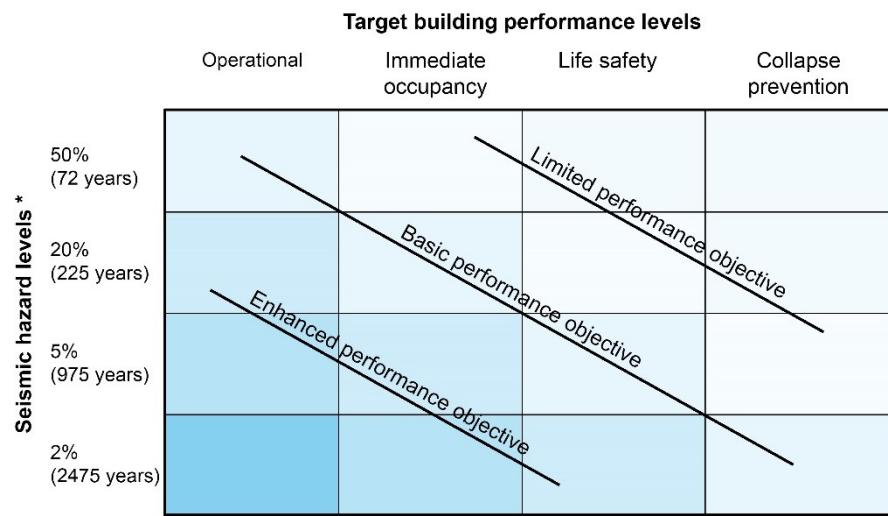 Target building performance levels
Operational
Immediate
occupancy
Life safety
Collapse
prevention
Seismic hazard levels *
50%
(72 years)
20%
(225 years)
5%
(975 years)
2%
(2475 years)
Limited performance objective
Basic performance objective
Enhanced performance objective